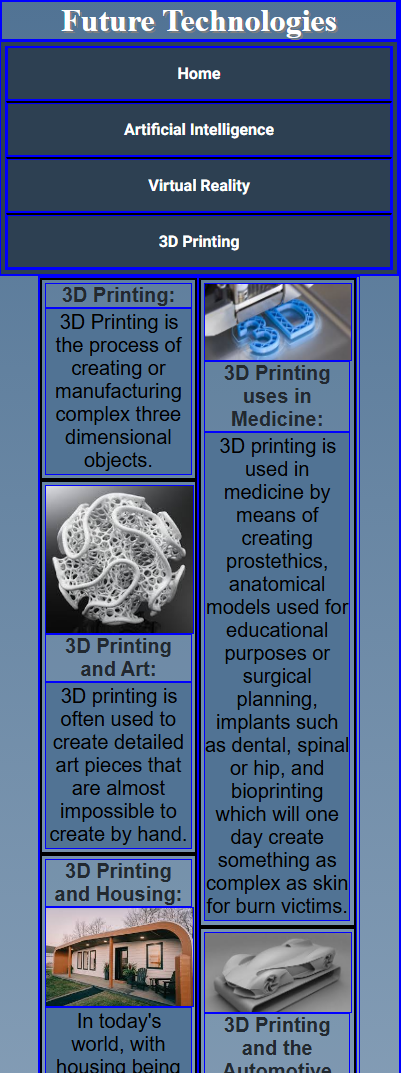 Future Technologies
Home
Artificial Intelligence
Virtual Reality
3D Printing
3D Printing:
3D Printing is
the process of
creating or
manufacturing
complex three
dimensional
objects.
3D Printing
and Art:
3D printing is
often used to
create detailed
art pieces that
are almost
impossible to
create by hand.
3D Printing
and Housing:
In today's
world, with
housing being
3D
3D Printing
uses in
Medicine:
3D printing is
used in
medicine by
means of
creating
prostethics,
anatomical
models used for
educational
purposes or
surgical
planning,
implants such
as dental, spinal
or hip, and
bioprinting
which will one
day create
something as
complex as skin
for burn victims.
3D Printing
and the
Automotive